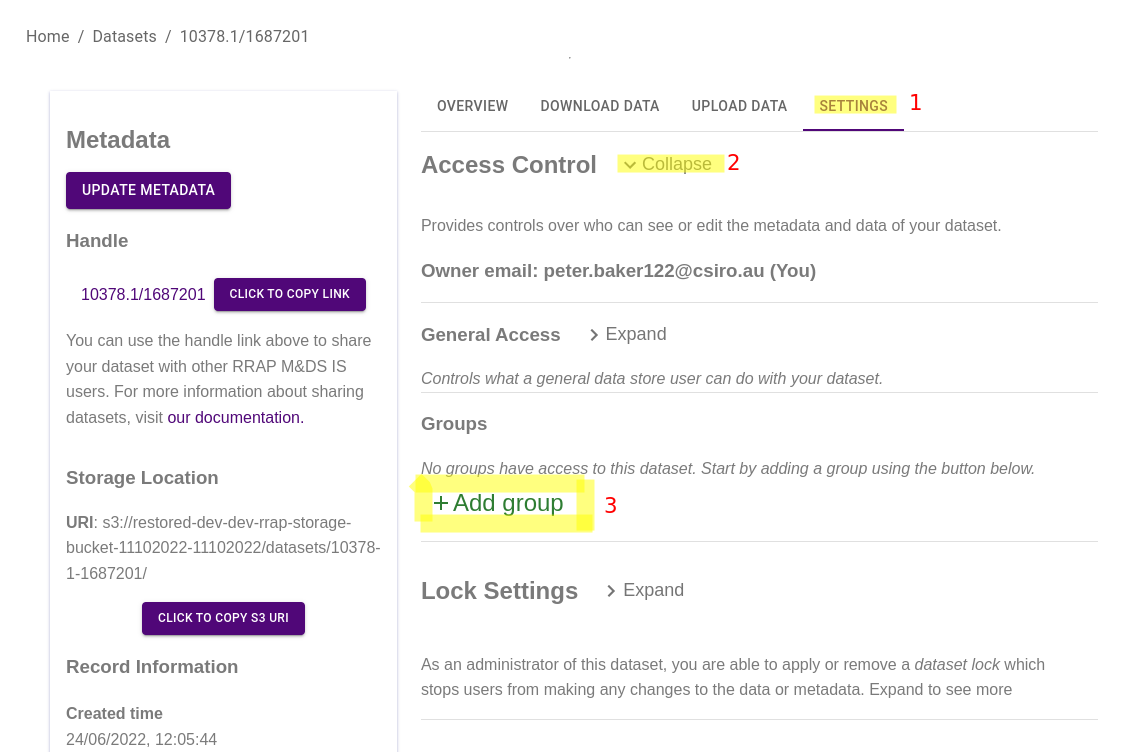 Home / Datasets / 10378.1/1687201
Metadata
UPDATE METADATA
Handle
10378.1/1687201 CLICK TO COPY LINK
You can use the handle link above to share
your dataset with other RRAP M&DS IS
users. For more information about sharing
datasets, visit our documentation.
Storage Location
URI: s3://restored-dev-dev-rrap-storage-
bucket-11102022-11102022/datasets/10378-
1-1687201/
CLICK TO COPY S3 URI
Record Information
Created time
24/06/2022, 12:05:44
OVERVIEW DOWNLOAD DATA UPLOAD DATA SETTINGS 1
Access Control Collapse 2
Provides controls over who can see or edit the metadata and data of your dataset.
Owner email: peter.baker122@csiro.au (You)
General Access Expand
Controls what a general data store user can do with your dataset.
Groups
No groups have access to this dataset. Start by adding a group using the button below.
+ Add group 3
Lock Settings Expand
As an administrator of this dataset, you are able to apply or remove a dataset lock which
stops users from making any changes to the data or metadata. Expand to see more